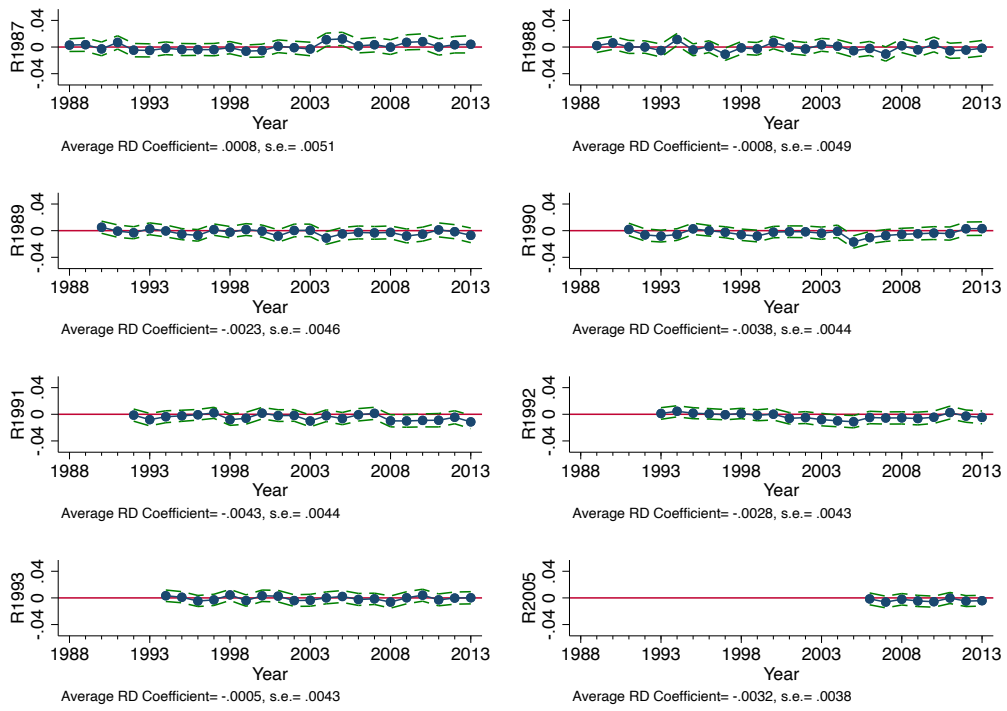 R1987
.04
0
-.04
1988 1993 1998 2003 2008 2013
Year
Average RD Coefficient= .0008, s.e.= .0051
R1988
.04
0
-.04
1988 1993 1998 2003 2008 2013
Year
Average RD Coefficient= -.0008, s.e.= .0049
R1989
.04
0
-.04
1988 1993 1998 2003 2008 2013
Year
Average RD Coefficient= -.0023, s.e.= .0046
R1990
.04
0
-.04
1988 1993 1998 2003 2008 2013
Year
Average RD Coefficient= -.0038, s.e.= .0044
R1991
.04
0
-.04
1988 1993 1998 2003 2008 2013
Year
Average RD Coefficient= -.0043, s.e.= .0044
R1992
.04
0
-.04
1988 1993 1998 2003 2008 2013
Year
Average RD Coefficient= -.0028, s.e.= .0043
R1993
.04
0
-.04
1988 1993 1998 2003 2008 2013
Year
Average RD Coefficient= -.0005, s.e.= .0043
R2005
.04
0
-.04
1988 1993 1998 2003 2008 2013
Year
Average RD Coefficient= -.0032, s.e.= .0038